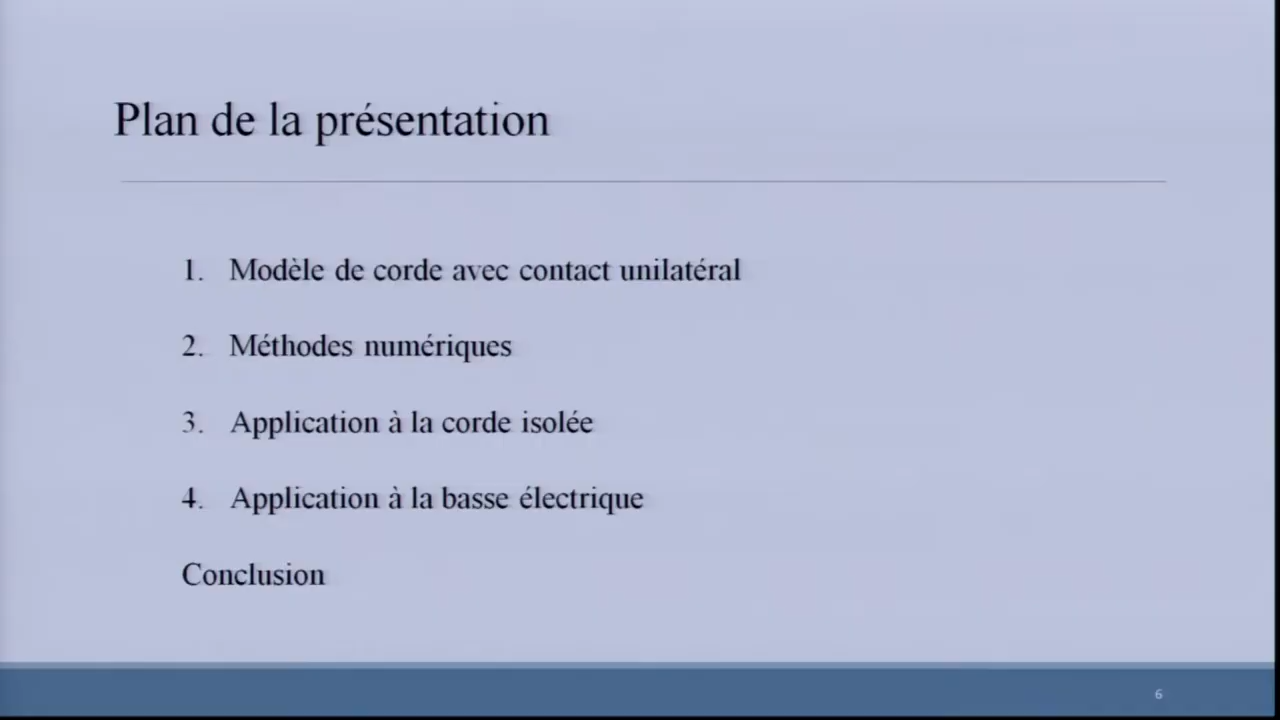 Plan de la présentation
1. Modèle de corde avec contact unilatéral
2. Méthodes numériques
3. Application à la corde isolée
4. Application à la basse électrique
Conclusion
6